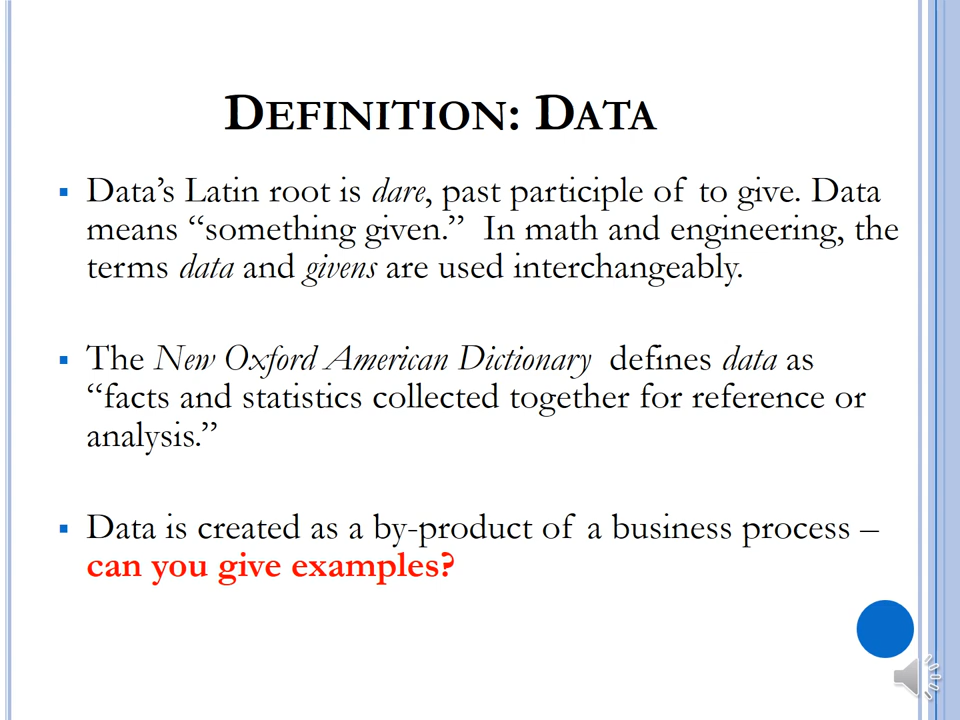 DEFINITION: DATA
Data’s Latin root is dare, past participle of to give. Data
means “something given.” In math and engineering, the
terms data and givens are used interchangeably.
The New Oxford American Dictionary defines data as
“facts and statistics collected together for reference or
analysis.”
Data is created as a by-product of a business process –
can you give examples?